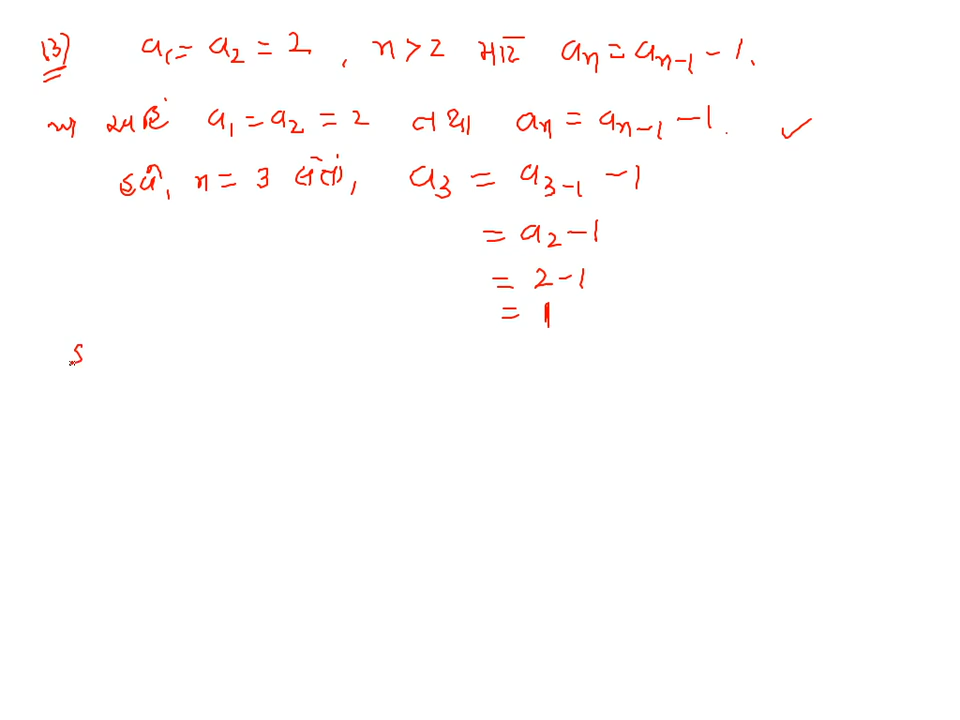 (13) a₁ = a₂ = 2 , n > 2 માટે aₙ = aₙ₋₁ − 1.
અહીં a₁ = a₂ = 2 તથા aₙ = aₙ₋₁ − 1. ✓
હવે, n = 3 લેતાં, a₃ = a₃₋₁ − 1
= a₂ − 1
= 2 − 1
= 1